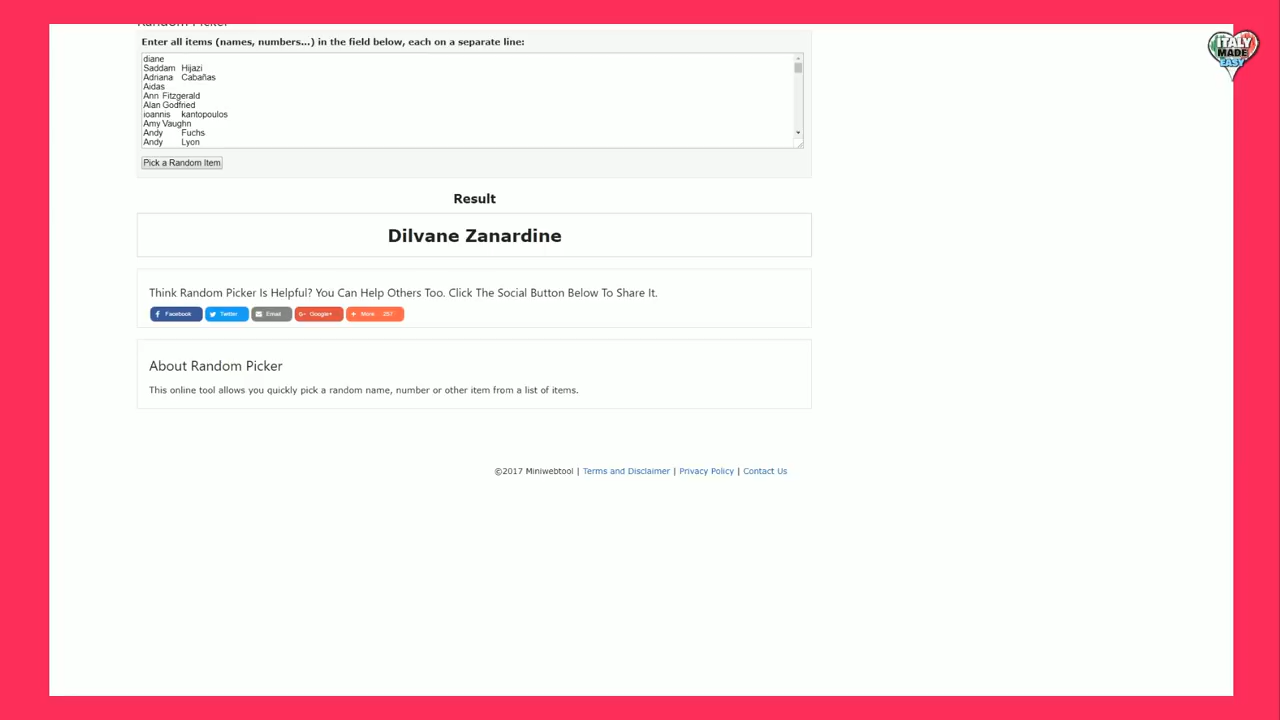 Random Picker
Enter all items (names, numbers...) in the field below, each on a separate line:
diane
Saddam Hijazi
Adriana Cabañas
Aidas
Ann Fitzgerald
Alan Godfried
ioannis kantopoulos
Amy Vaughn
Andy Fuchs
Andy Lyon
Pick a Random Item
Result
Dilvane Zanardine
Think Random Picker Is Helpful? You Can Help Others Too. Click The Social Button Below To Share It.
Facebook Twitter Email Google+ More 257
About Random Picker
This online tool allows you quickly pick a random name, number or other item from a list of items.
©2017 Miniwebtool | Terms and Disclaimer | Privacy Policy | Contact Us
ITALY
MADE
EASY